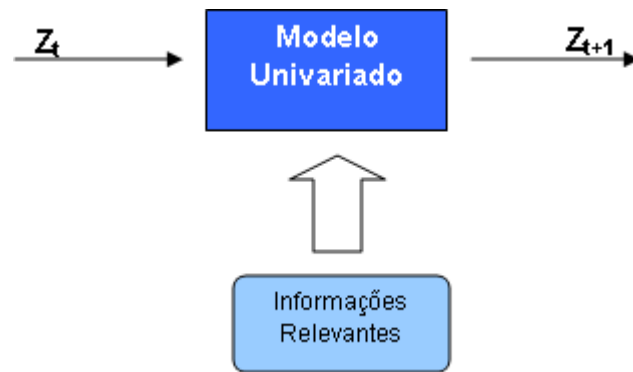 Zt
Modelo
Univariado
Zt+1
Informações
Relevantes